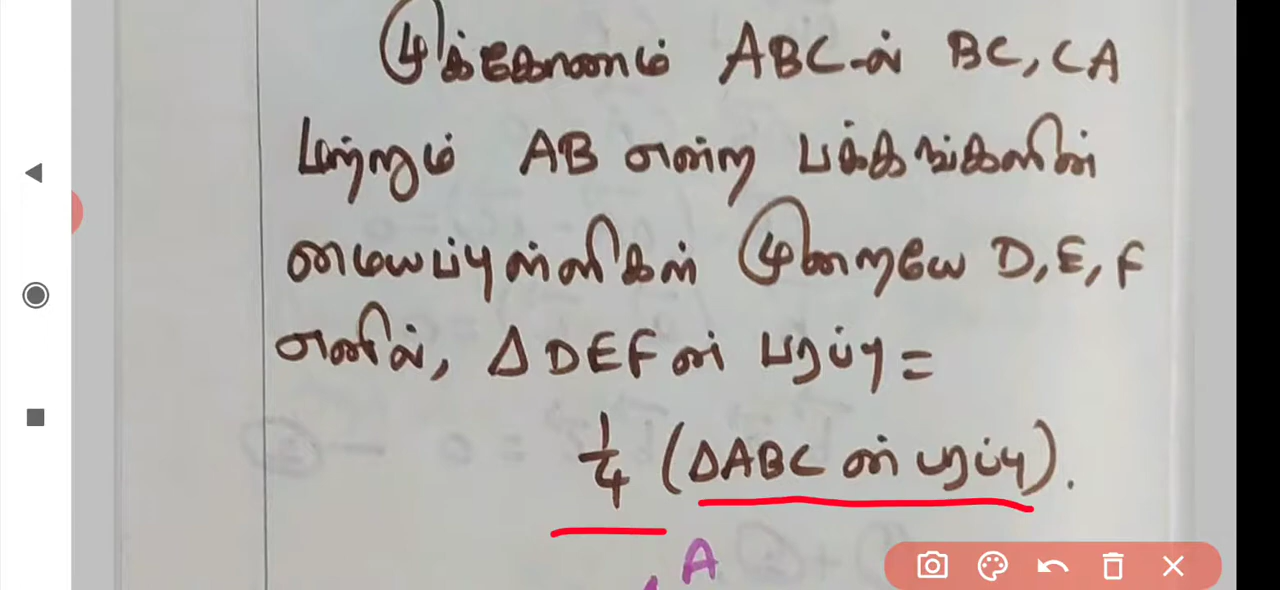 முக்கோணம் ABC-ல் BC, CA
மற்றும் AB என்ற பக்கங்களின்
மையப்புள்ளிகள் முறையே D, E, F
எனில், ΔDEF ன் பரப்பு =
1/4 (ΔABC ன் பரப்பு).
A